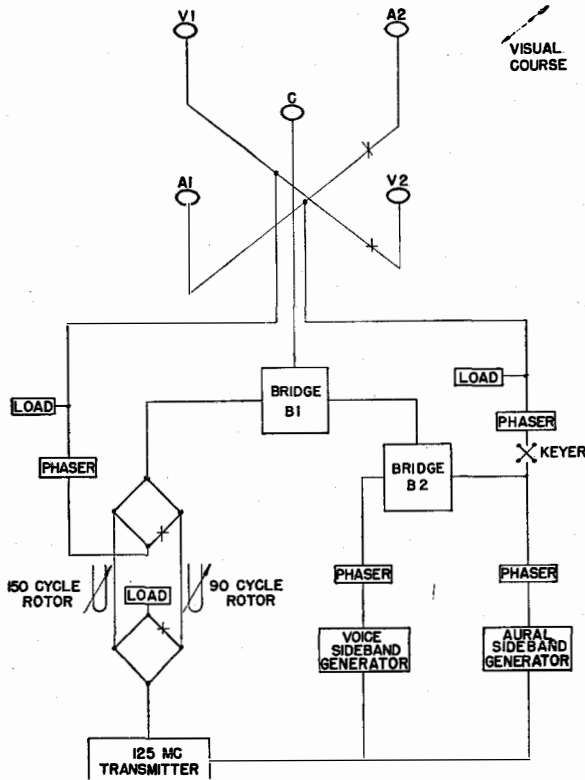 V1
A2
VISUAL
COURSE
C
A1
V2
BRIDGE
B1
LOAD
LOAD
PHASER
KEYER
PHASER
BRIDGE
B2
150 CYCLE
ROTOR
LOAD
90 CYCLE
ROTOR
PHASER
PHASER
VOICE
SIDEBAND
GENERATOR
AURAL
SIDEBAND
GENERATOR
125 MC
TRANSMITTER